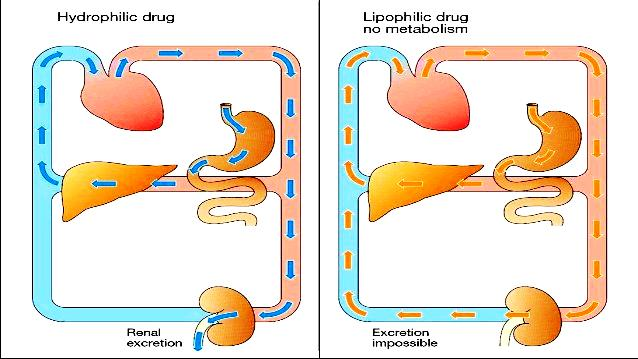 Hydrophilic drug
Lipophilic drug
no metabolism
Renal
excretion
Excretion
impossible